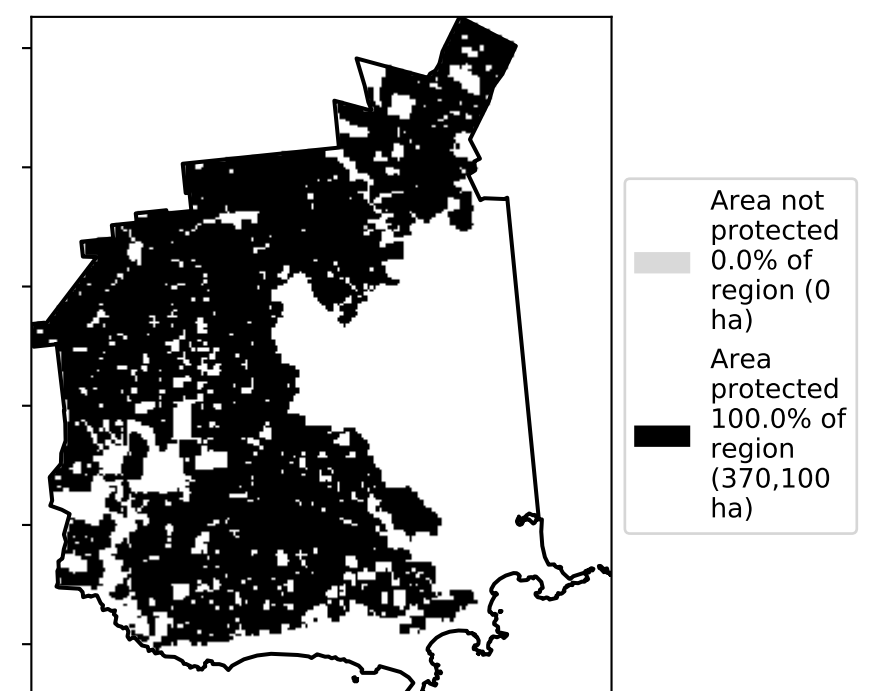 Area not
protected
0.0% of
region (0
ha)
Area
protected
100.0% of
region
(370,100
ha)